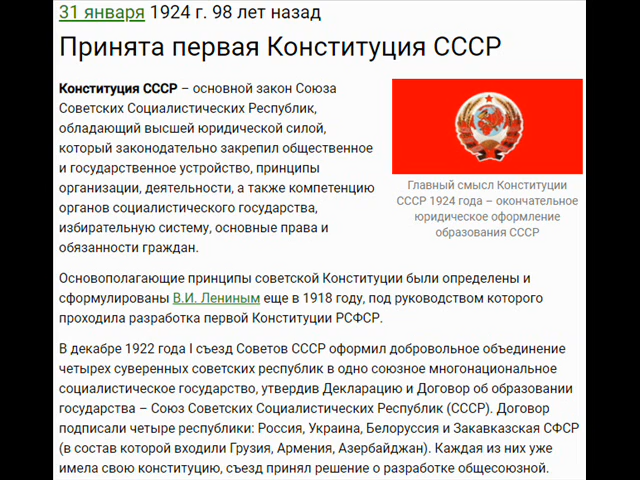 31 января 1924 г. 98 лет назад
Принята первая Конституция СССР
Конституция СССР – основной закон Союза
Советских Социалистических Республик,
обладающий высшей юридической силой,
который законодательно закрепил общественное
и государственное устройство, принципы
организации, деятельности, а также компетенцию
органов социалистического государства,
избирательную систему, основные права и
обязанности граждан.
Главный смысл Конституции
СССР 1924 года – окончательное
юридическое оформление
образования СССР
Основополагающие принципы советской Конституции были определены и
сформулированы В.И. Лениным еще в 1918 году, под руководством которого
проходила разработка первой Конституции РСФСР.
В декабре 1922 года I съезд Советов СССР оформил добровольное объединение
четырех суверенных советских республик в одно союзное многонациональное
социалистическое государство, утвердив Декларацию и Договор об образовании
государства – Союз Советских Социалистических Республик (СССР). Договор
подписали четыре республики: Россия, Украина, Белоруссия и Закавказская СФСР
(в состав которой входили Грузия, Армения, Азербайджан). Каждая из них уже
имела свою конституцию, съезд принял решение о разработке общесоюзной.